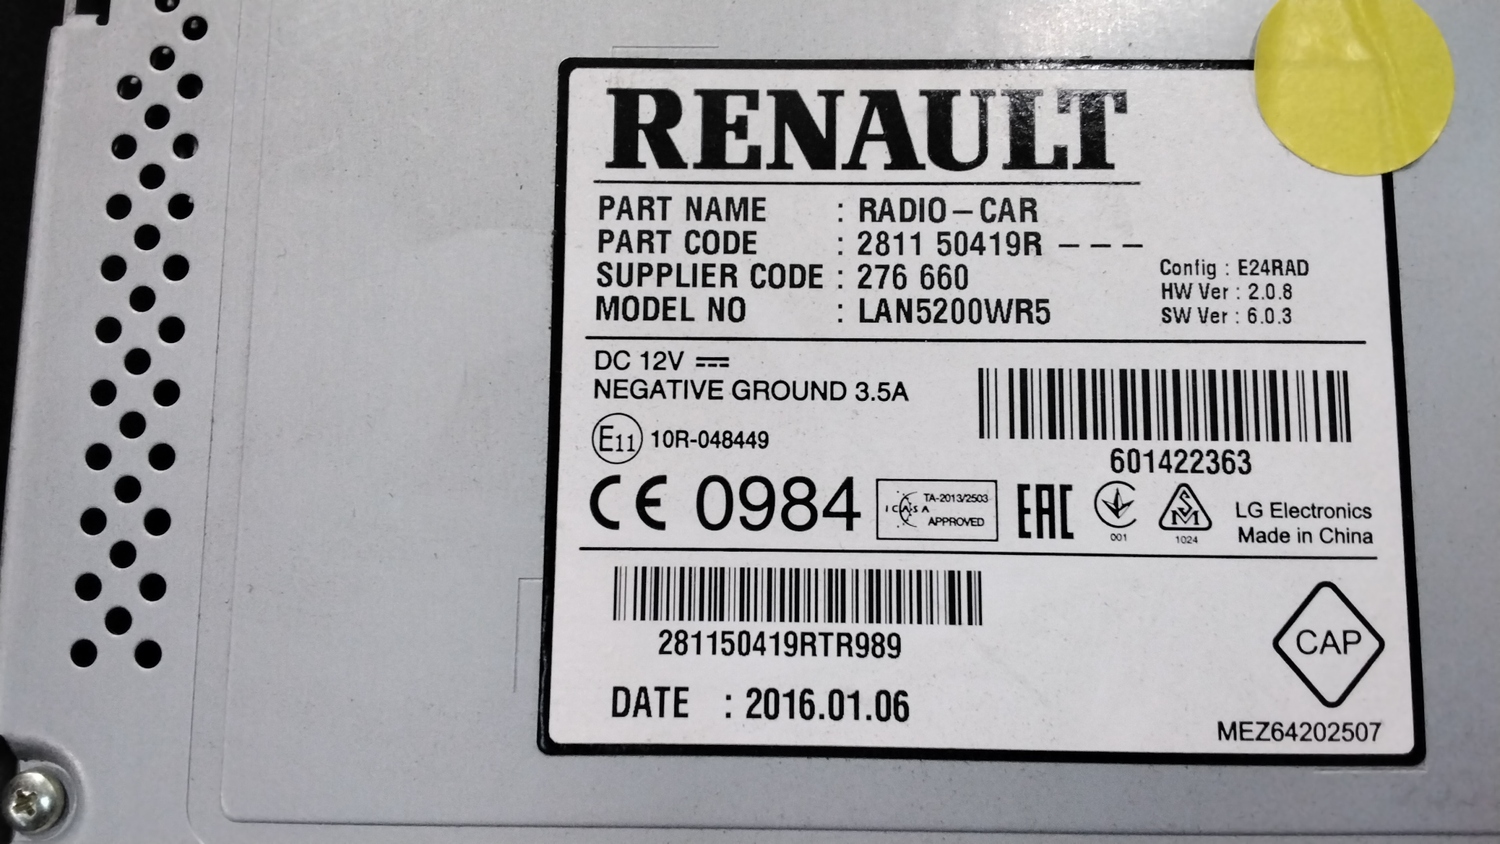 RENAULT
PART NAME : RADIO-CAR
PART CODE : 2811 50419R ---
SUPPLIER CODE : 276 660
MODEL NO : LAN5200WR5
Config : E24RAD
HW Ver : 2.0.8
SW Ver : 6.0.3
DC 12V
NEGATIVE GROUND 3.5A
E11 10R-048449
601422363
CE 0984
ICASA
TA-2013/2503
APPROVED
EAC
001
SM
1024
LG Electronics
Made in China
281150419RTR989
DATE : 2016.01.06
CAP
MEZ64202507